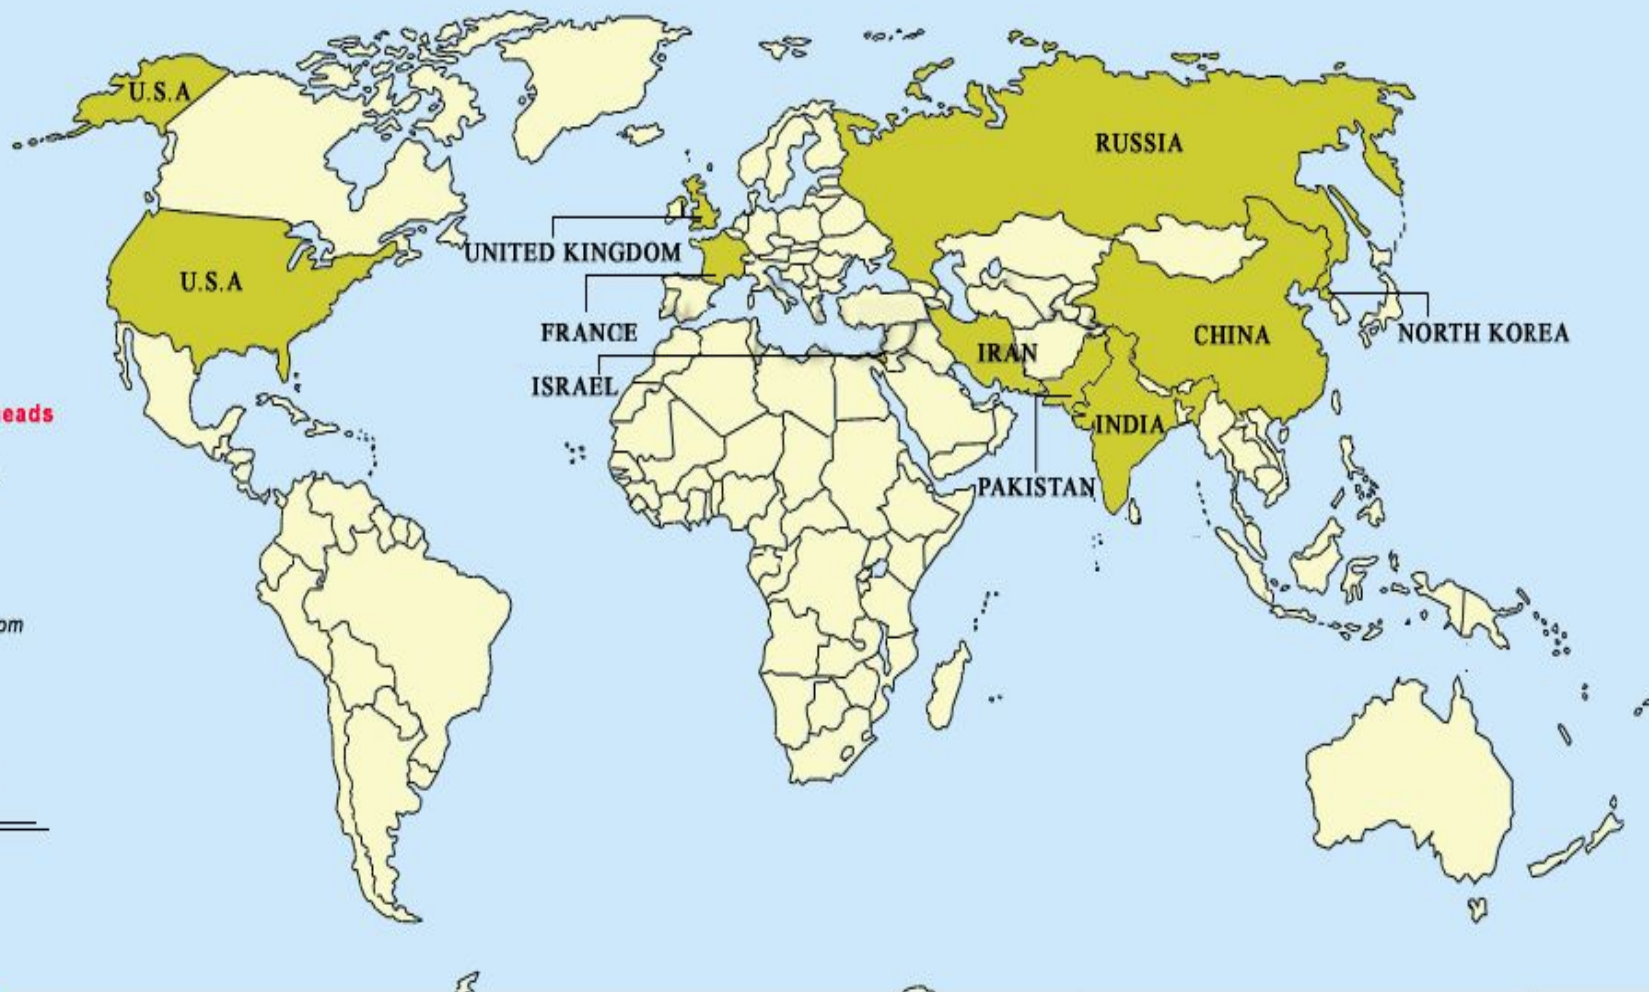 U.S.A
RUSSIA
UNITED KINGDOM
U.S.A
FRANCE
NORTH KOREA
CHINA
IRAN
ISRAEL
eads
INDIA
PAKISTAN
om